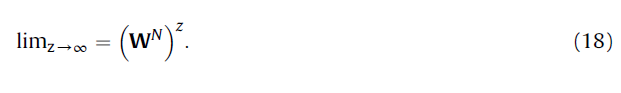 lim_{z→∞} = (W^N)^z. (18)